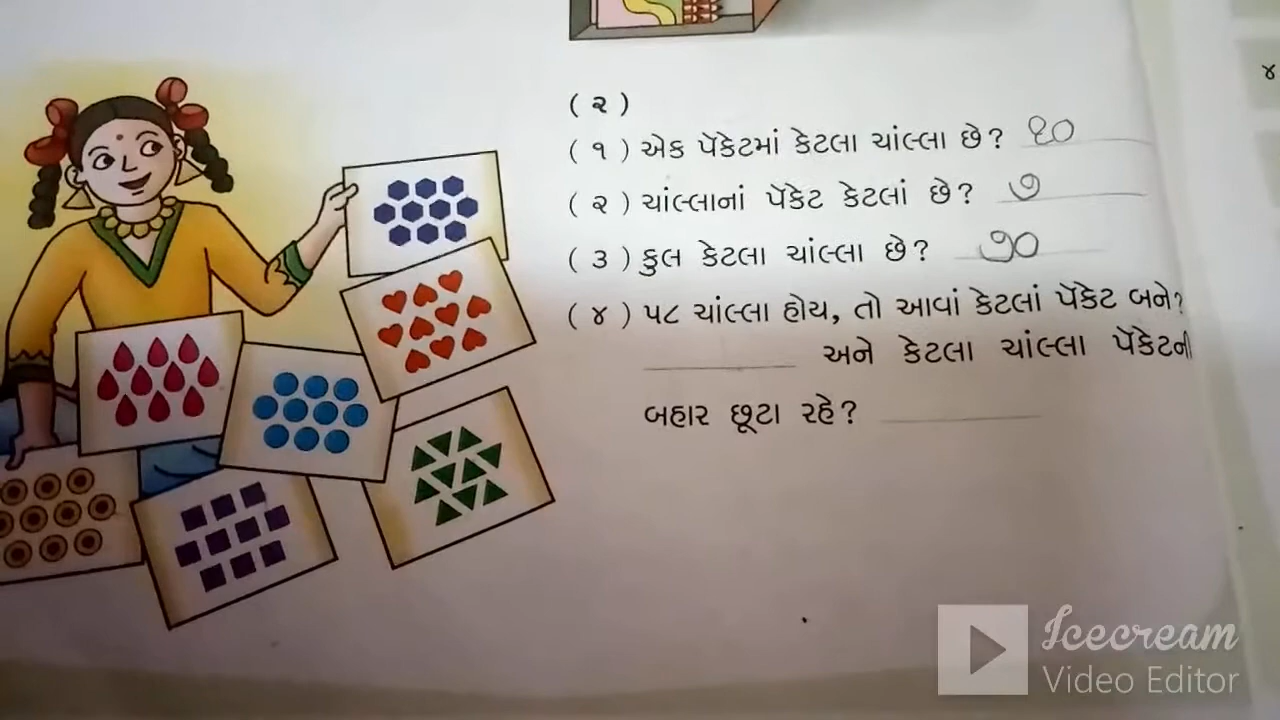 ૪
( ૨ )
( ૧ ) એક પૅકેટમાં કેટલા ચાંલ્લા છે? ૧૦
( ૨ ) ચાંલ્લાનાં પૅકેટ કેટલાં છે? ૭
( ૩ ) કુલ કેટલા ચાંલ્લા છે? ૭૦
( ૪ ) ૫૮ ચાંલ્લા હોય, તો આવાં કેટલાં પૅકેટ બને?
અને કેટલા ચાંલ્લા પૅકેટની
બહાર છૂટા રહે?
Icecream
Video Editor